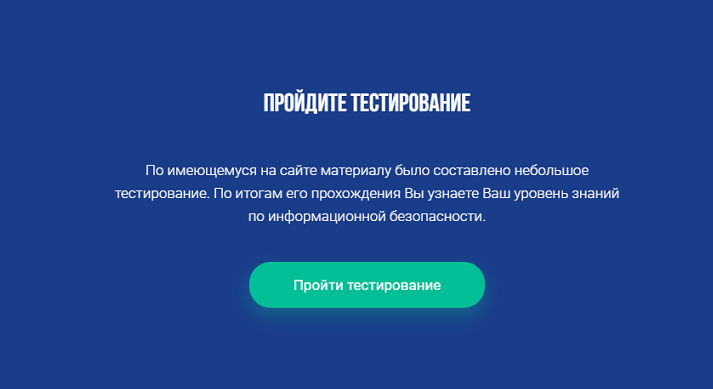 ПРОЙДИТЕ ТЕСТИРОВАНИЕ
По имеющемуся на сайте материалу было составлено небольшое
тестирование. По итогам его прохождения Вы узнаете Ваш уровень знаний
по информационной безопасности.
Пройти тестирование